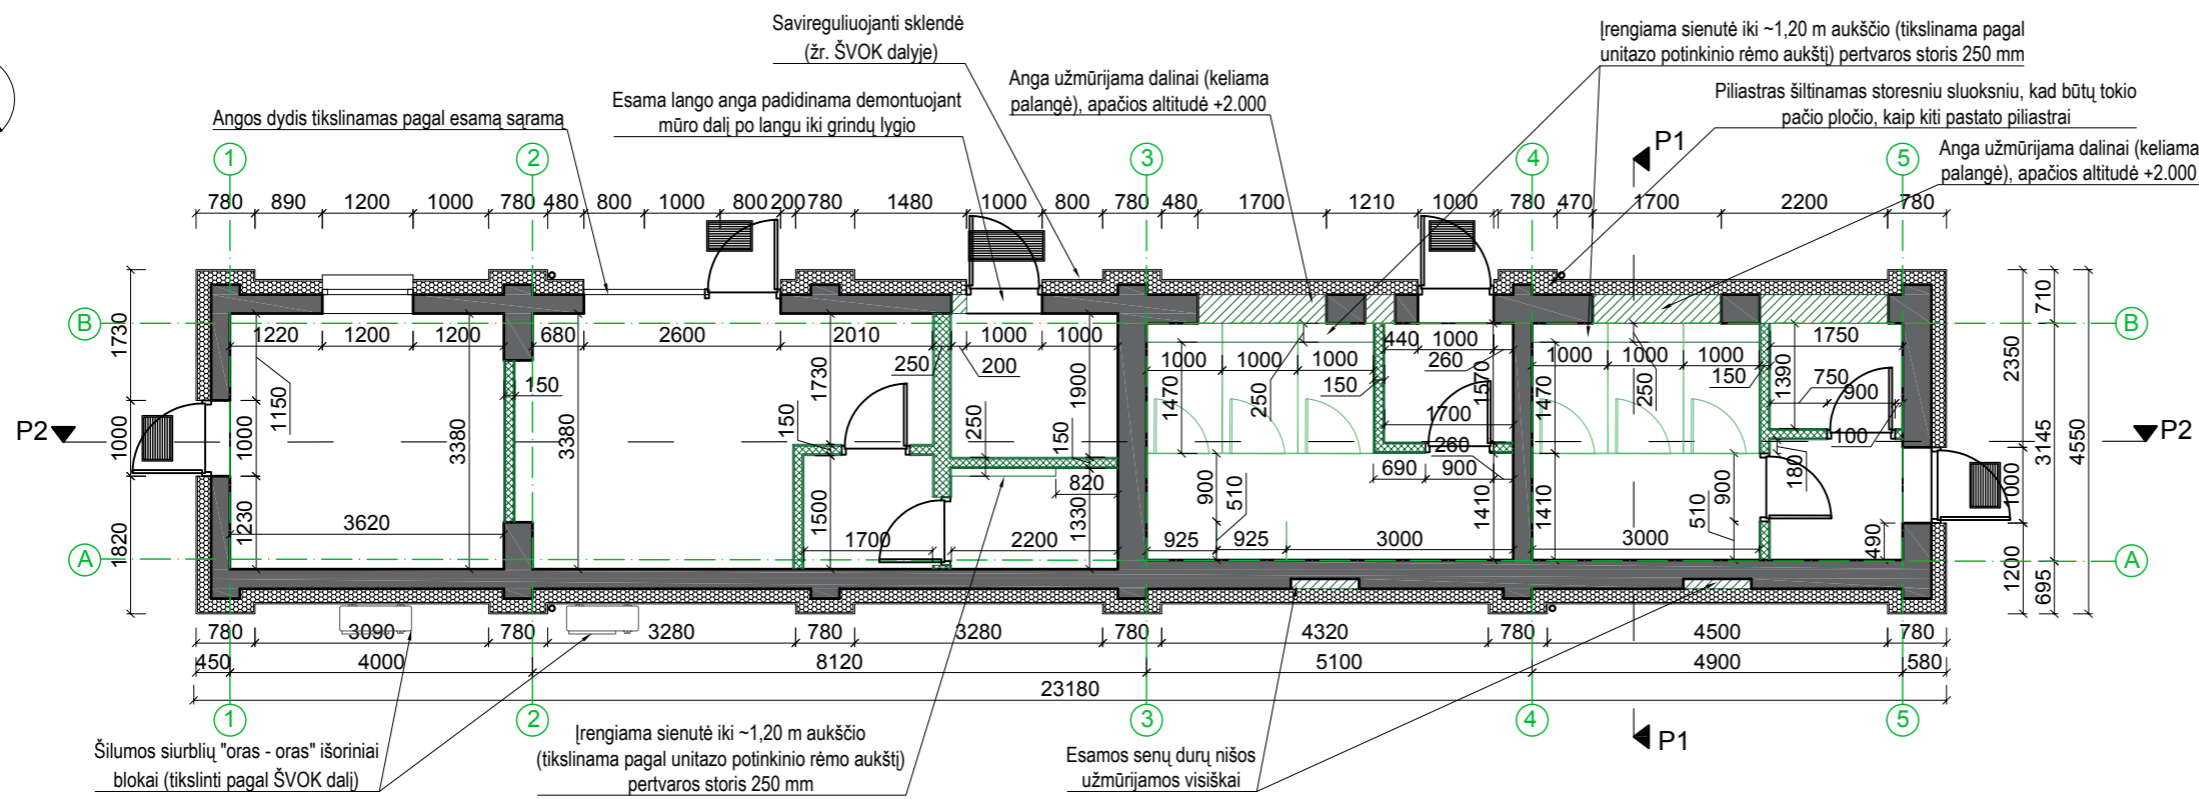 Savireguliuojanti sklendė
(žr. ŠVOK dalyje)
Įrengiama sienutė iki ~1,20 m aukščio (tikslinama pagal
unitazo potinkinio rėmo aukštį) pertvaros storis 250 mm
Anga užmūrijama dalinai (keliama
palangė), apačios altitudė +2.000
Esama lango anga padidinama demontuojant
mūro dalį po langu iki grindų lygio
Piliastras šiltinamas storesniu sluoksniu, kad būtų tokio
pačio pločio, kaip kiti pastato piliastrai
Angos dydis tikslinamas pagal esamą sąramą
P1
Anga užmūrijama dalinai (keliama
palangė), apačios altitudė +2.000
1 2 3 4 5
780 890 1200 1000 780 480 800 1000 800 200 780 1480 1000 800 780 480 1700 1210 1000 780 470 1700 2200 780
B B
1730 1000 1820
710 2350 3145 4550 1000 1200 695
1220 1200 1200 680 2600 2010 1000 1000 440 1000 1750
250 200 1000 1000 1000 260 1000 1000 1000
150 1150 1730 1900 1470 250 150 1570 1470 250 150 1390 750 900
P2 1000 3380 3380 150 250 150 1700 100 P2
260 180
820 690 900
1230 3620 1500 1700 1330 2200 900 510 1410 1410 510 900 490
925 925 3000 3000
A A
780 3090 780 3280 780 3280 780 4320 780 4500 780
450 4000 8120 5100 4900 580
23180
1 2 3 4 5
P1
Šilumos siurblių "oras - oras" išoriniai
blokai (tikslinti pagal ŠVOK dalį)
Įrengiama sienutė iki ~1,20 m aukščio
(tikslinama pagal unitazo potinkinio rėmo aukštį)
pertvaros storis 250 mm
Esamos senų durų nišos
užmūrijamos visiškai